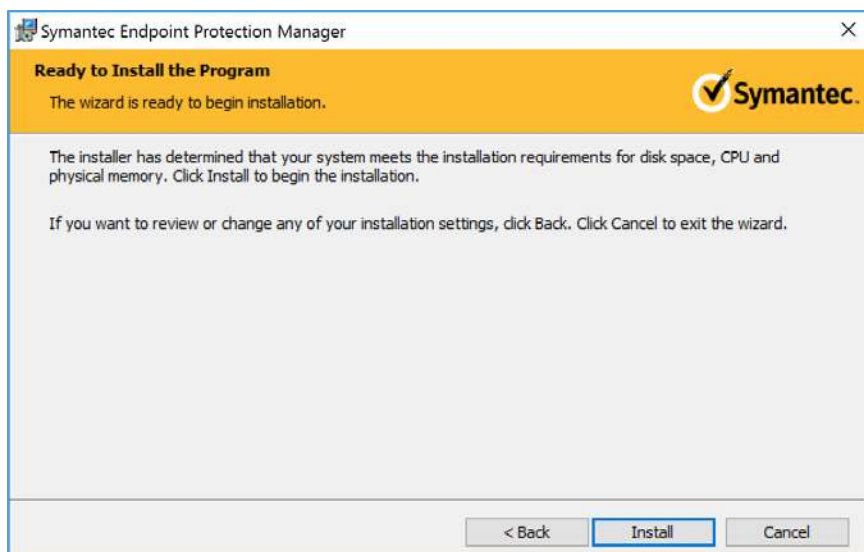 Symantec Endpoint Protection Manager
Ready to Install the Program
The wizard is ready to begin installation.
Symantec.
The installer has determined that your system meets the installation requirements for disk space, CPU and
physical memory. Click Install to begin the installation.
If you want to review or change any of your installation settings, click Back. Click Cancel to exit the wizard.
< Back
Install
Cancel